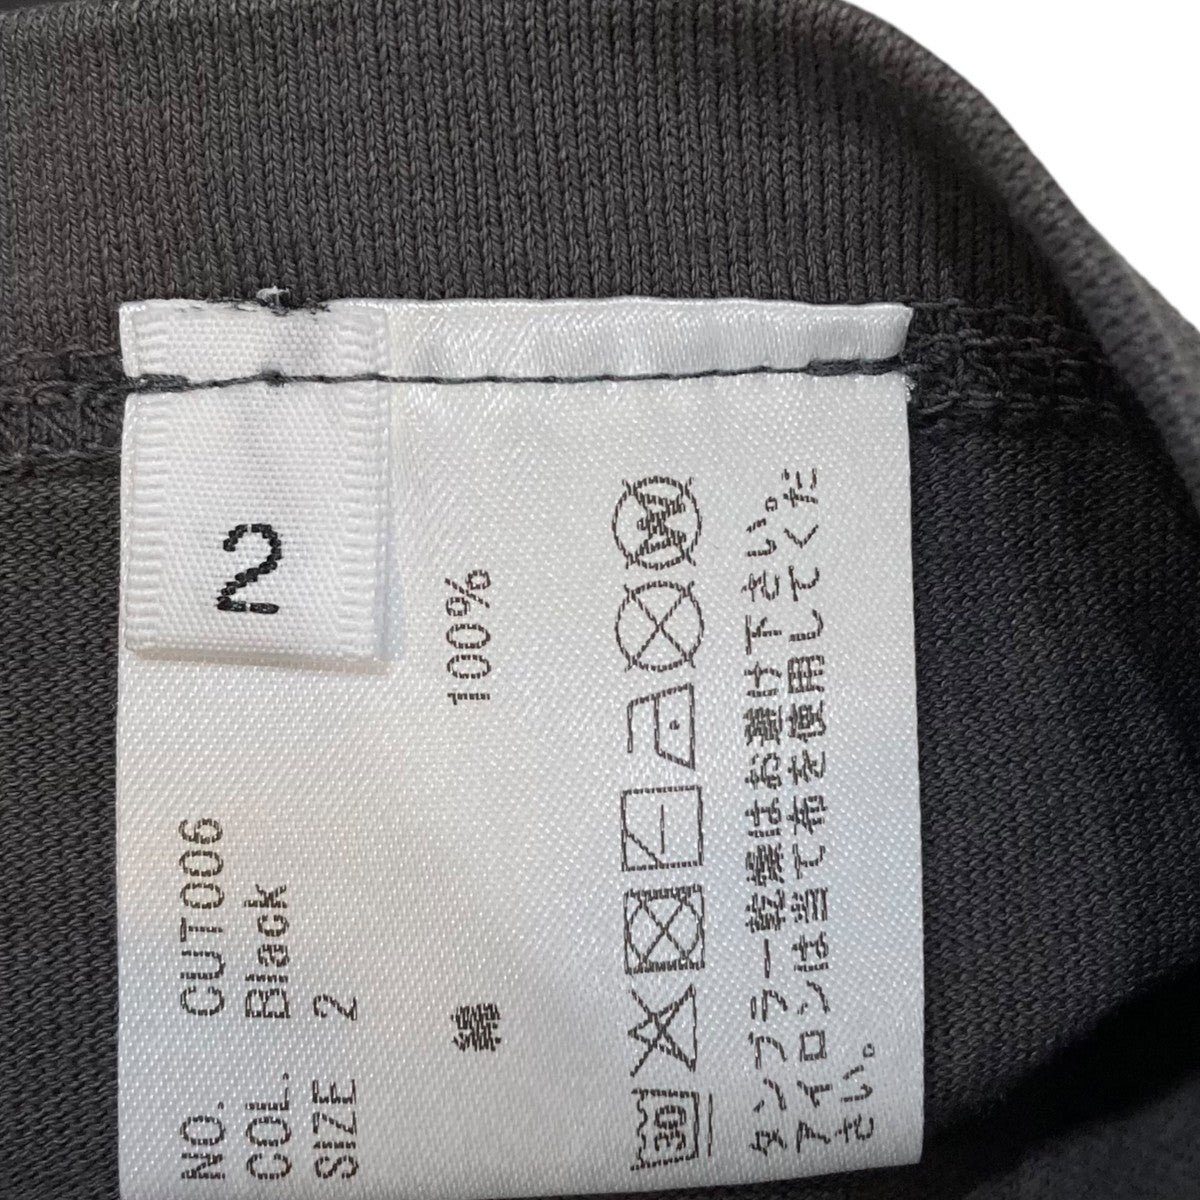 2
NO. CUT006
COL. Black
SIZE 2
綿 100%
30
W
タンブラー乾燥はお避け下さい。
アイロンは当て布を使用してくだ
さい。